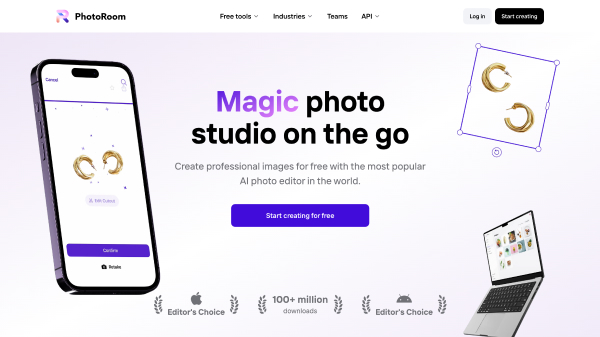 PhotoRoom
Free tools
Industries
Teams
API
Log in
Start creating
Cancel
Magic photo
studio on the go
Create professional images for free with the most popular
AI photo editor in the world.
Edit Cutout
Start creating for free
Confirm
Retake
Editor's Choice
100+ million
downloads
Editor's Choice